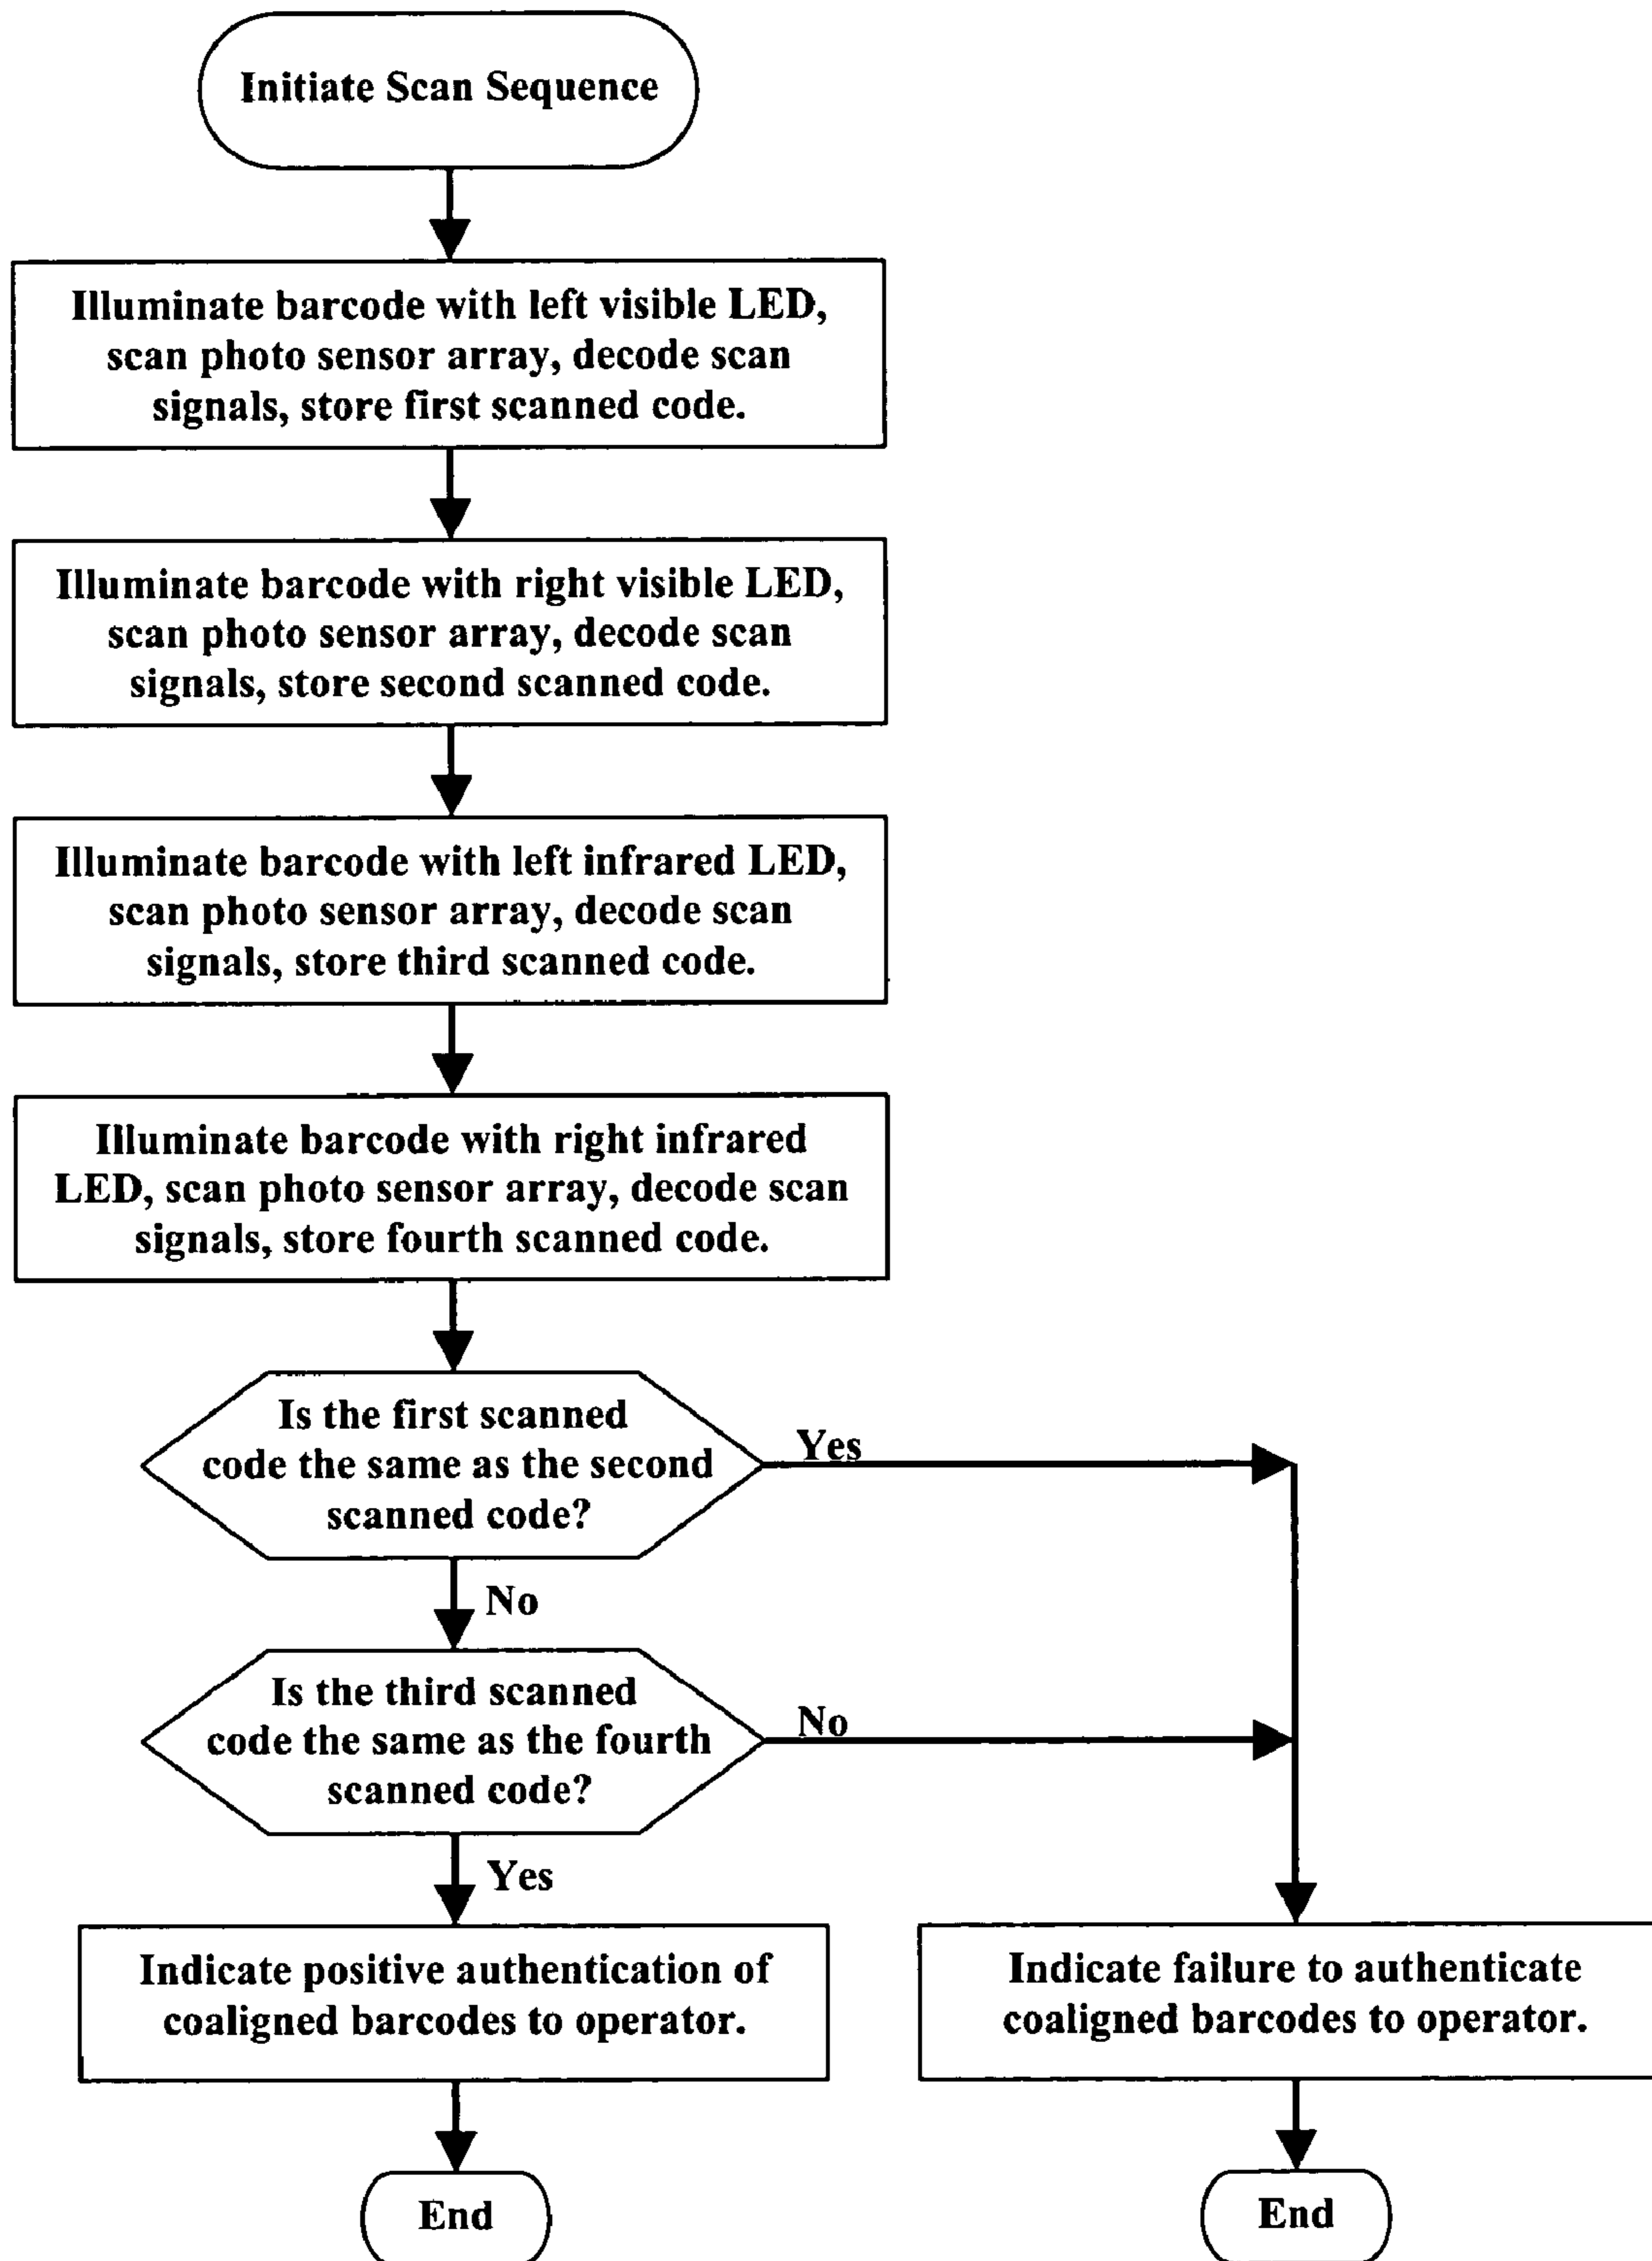 Initiate Scan Sequence
Illuminate barcode with left visible LED,
scan photo sensor array, decode scan
signals, store first scanned code.
Illuminate barcode with right visible LED,
scan photo sensor array, decode scan
signals, store second scanned code.
Illuminate barcode with left infrared LED,
scan photo sensor array, decode scan
signals, store third scanned code.
Illuminate barcode with right infrared
LED, scan photo sensor array, decode scan
signals, store fourth scanned code.
Is the first scanned
code the same as the second
scanned code?
Yes
No
Is the third scanned
code the same as the fourth
scanned code?
No
Yes
Indicate positive authentication of
coaligned barcodes to operator.
Indicate failure to authenticate
coaligned barcodes to operator.
End
End